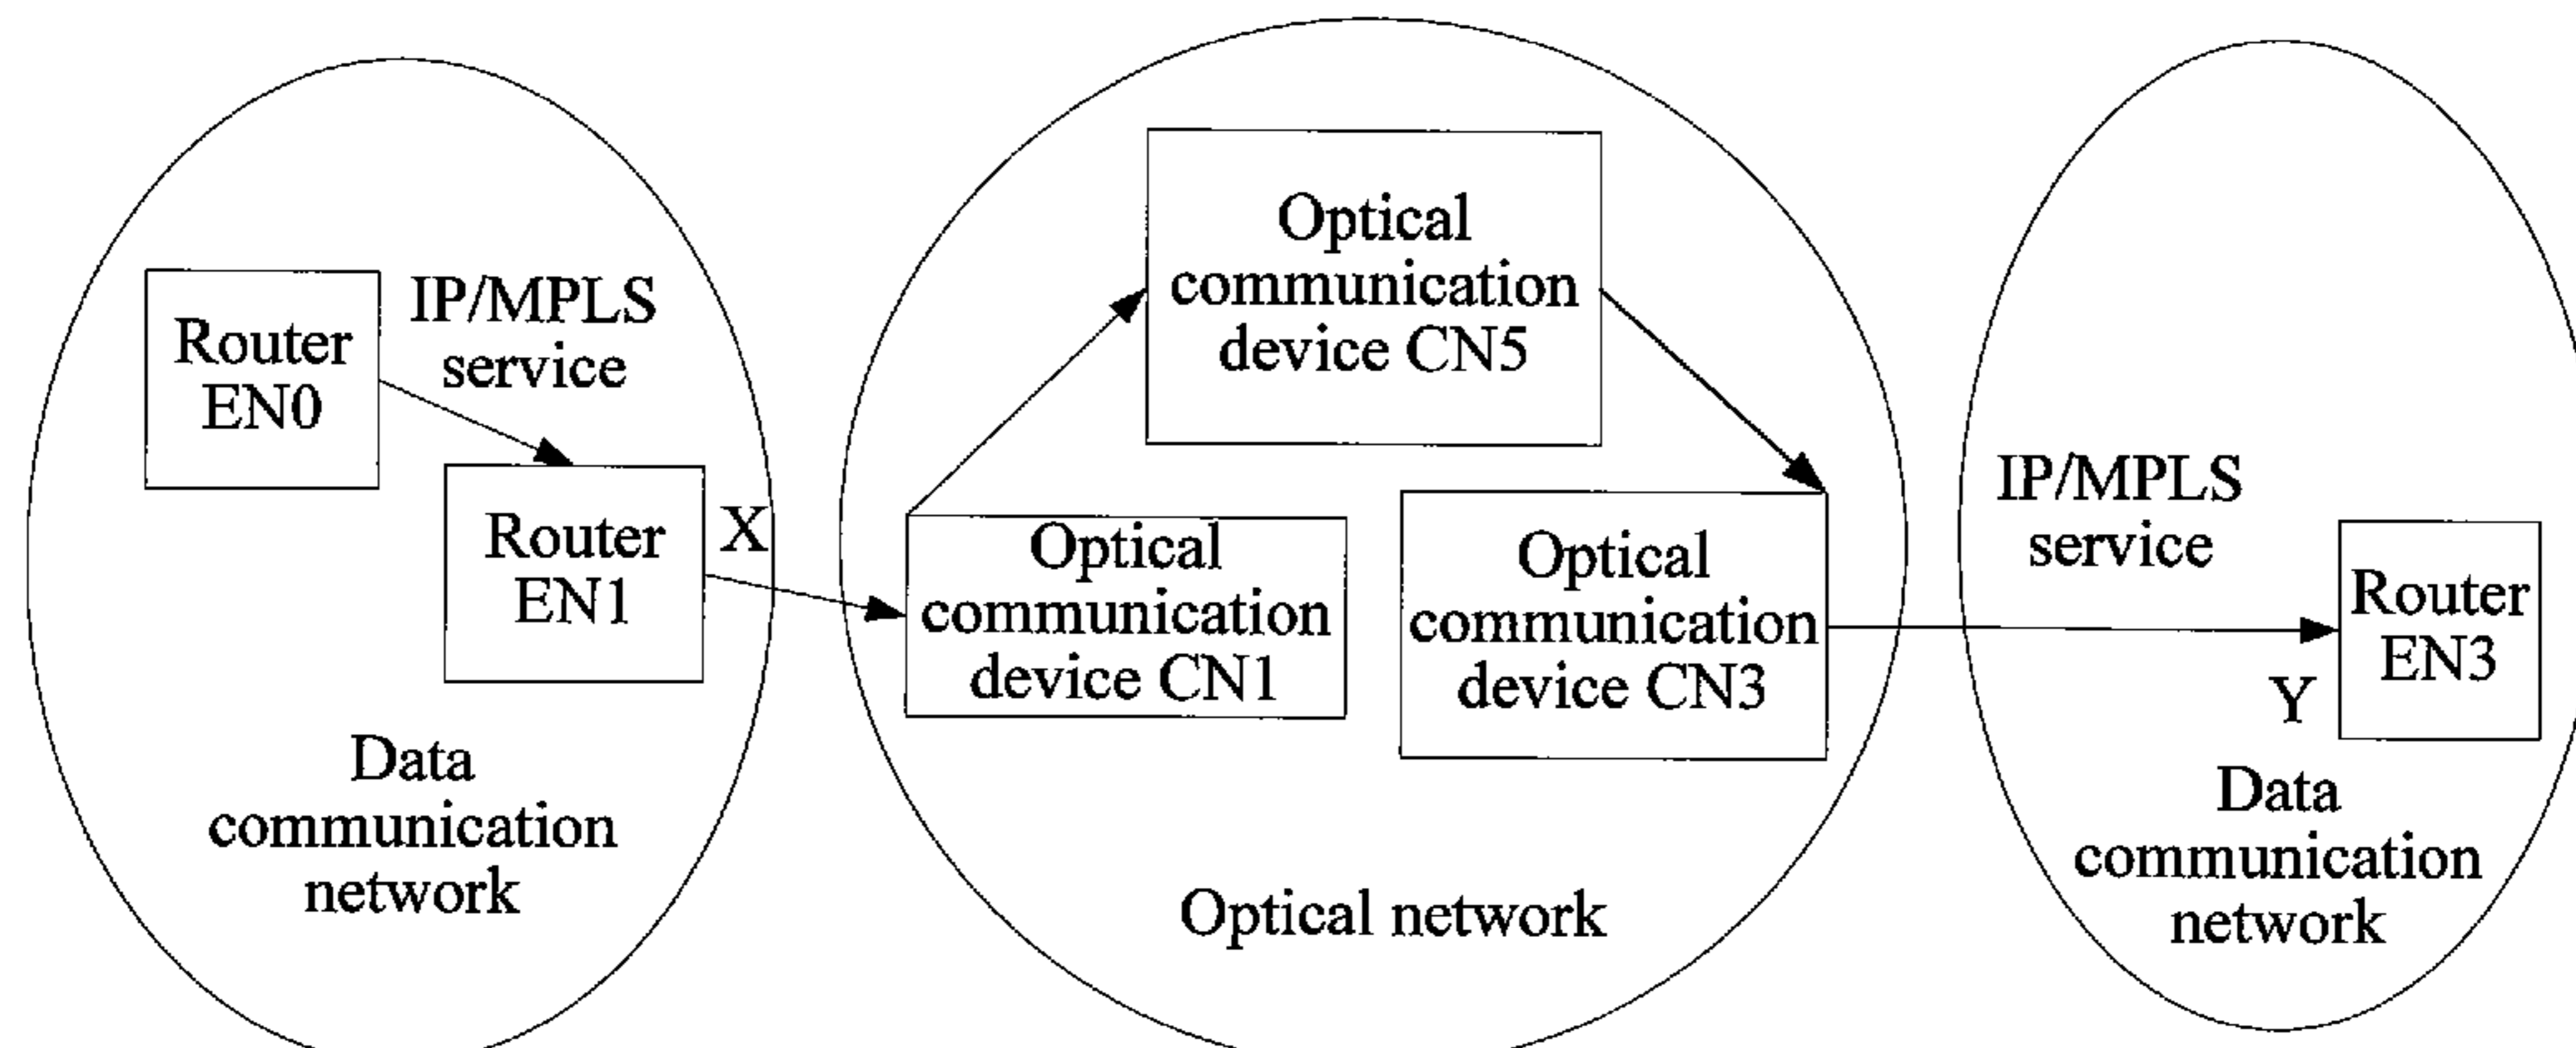 Router
EN0
IP/MPLS
service
Router
EN1
X
Data
communication
network
Optical
communication
device CN5
Optical
communication
device CN1
Optical
communication
device CN3
Optical network
IP/MPLS
service
Router
EN3
Y
Data
communication
network